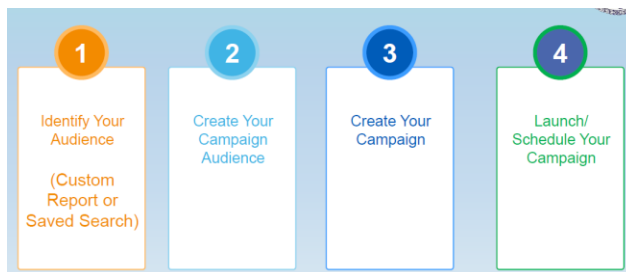 1
Identify Your
Audience
(Custom
Report or
Saved Search)
2
Create Your
Campaign
Audience
3
Create Your
Campaign
4
Launch/
Schedule Your
Campaign